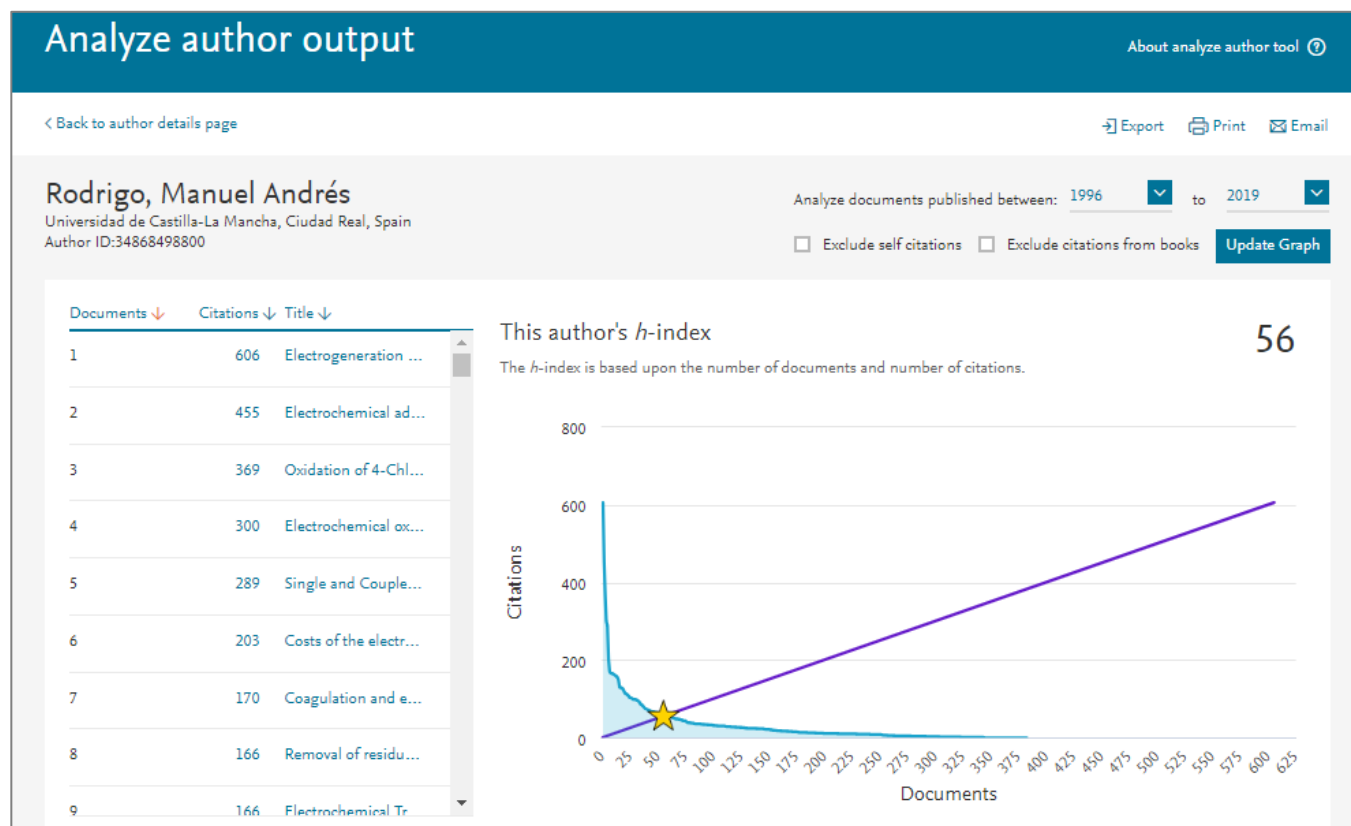 Analyze author output
About analyze author tool ?
< Back to author details page
Export Print Email
Rodrigo, Manuel Andrés
Universidad de Castilla-La Mancha, Ciudad Real, Spain
Author ID:34868498800
Analyze documents published between: 1996 to 2019
Exclude self citations Exclude citations from books Update Graph
Documents Citations Title
1 606 Electrogeneration ...
2 455 Electrochemical ad...
3 369 Oxidation of 4-Chl...
4 300 Electrochemical ox...
5 289 Single and Couple...
6 203 Costs of the electr...
7 170 Coagulation and e...
8 166 Removal of residu...
9 166 Electrochemical Tr
This author's h-index
56
The h-index is based upon the number of documents and number of citations.
800
600
400
200
0
Citations
0 25 50 75 100 125 150 175 200 225 250 275 300 325 350 375 400 425 450 475 500 525 550 575 600 625
Documents